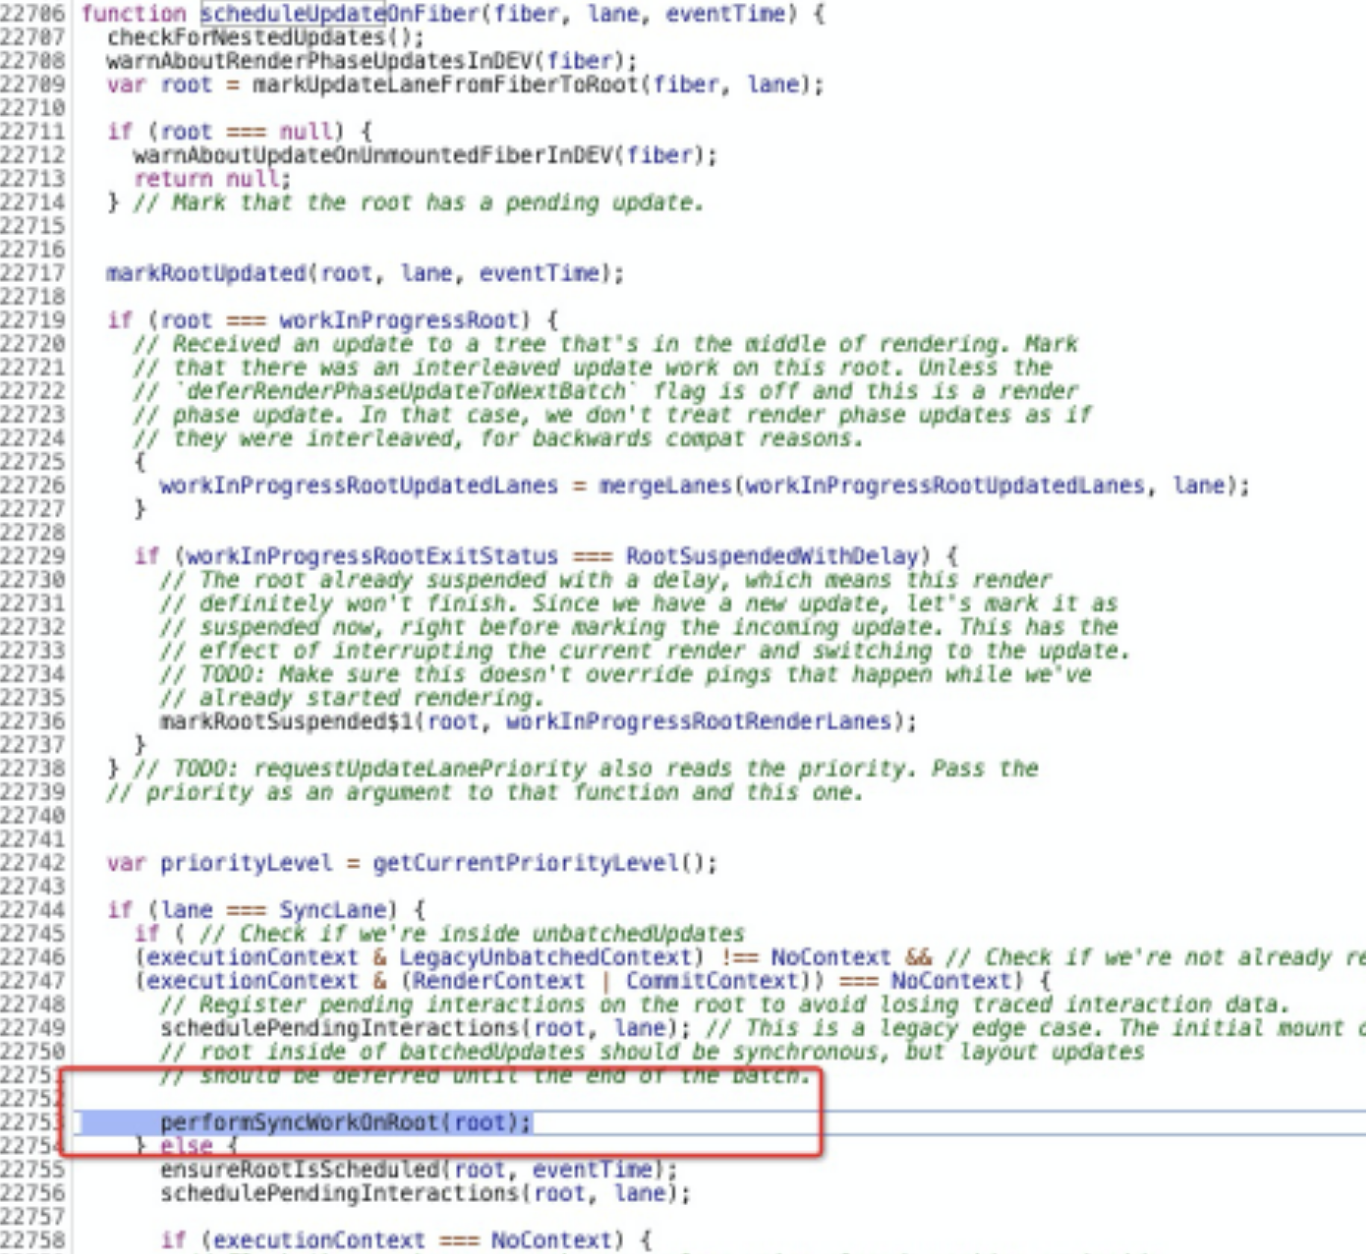 22706 function scheduleUpdateOnFiber(fiber, lane, eventTime) {
22707 checkForNestedUpdates();
22708 warnAboutRenderPhaseUpdatesInDEV(fiber);
22709 var root = markUpdateLaneFromFiberToRoot(fiber, lane);
22710
22711 if (root === null) {
22712 warnAboutUpdateOnUnmountedFiberInDEV(fiber);
22713 return null;
22714 } // Mark that the root has a pending update.
22715
22716
22717 markRootUpdated(root, lane, eventTime);
22718
22719 if (root === workInProgressRoot) {
22720 // Received an update to a tree that's in the middle of rendering. Mark
22721 // that there was an interleaved update work on this root. Unless the
22722 // `deferRenderPhaseUpdateToNextBatch` flag is off and this is a render
22723 // phase update. In that case, we don't treat render phase updates as if
22724 // they were interleaved, for backwards compat reasons.
22725 {
22726 workInProgressRootUpdatedLanes = mergeLanes(workInProgressRootUpdatedLanes, lane);
22727 }
22728
22729 if (workInProgressRootExitStatus === RootSuspendedWithDelay) {
22730 // The root already suspended with a delay, which means this render
22731 // definitely won't finish. Since we have a new update, let's mark it as
22732 // suspended now, right before marking the incoming update. This has the
22733 // effect of interrupting the current render and switching to the update.
22734 // TODO: Make sure this doesn't override pings that happen while we've
22735 // already started rendering.
22736 markRootSuspended$1(root, workInProgressRootRenderLanes);
22737 }
22738 } // TODO: requestUpdateLanePriority also reads the priority. Pass the
22739 // priority as an argument to that function and this one.
22740
22741
22742 var priorityLevel = getCurrentPriorityLevel();
22743
22744 if (lane === SyncLane) {
22745 if ( // Check if we're inside unbatchedUpdates
22746 (executionContext & LegacyUnbatchedContext) !== NoContext && // Check if we're not already re
22747 (executionContext & (RenderContext | CommitContext)) === NoContext) {
22748 // Register pending interactions on the root to avoid losing traced interaction data.
22749 schedulePendingInteractions(root, lane); // This is a legacy edge case. The initial mount o
22750 // root inside of batchedUpdates should be synchronous, but layout updates
22751 // should be deferred until the end of the batch.
22752
22753 performSyncWorkOnRoot(root);
22754 } else {
22755 ensureRootIsScheduled(root, eventTime);
22756 schedulePendingInteractions(root, lane);
22757
22758 if (executionContext === NoContext) {